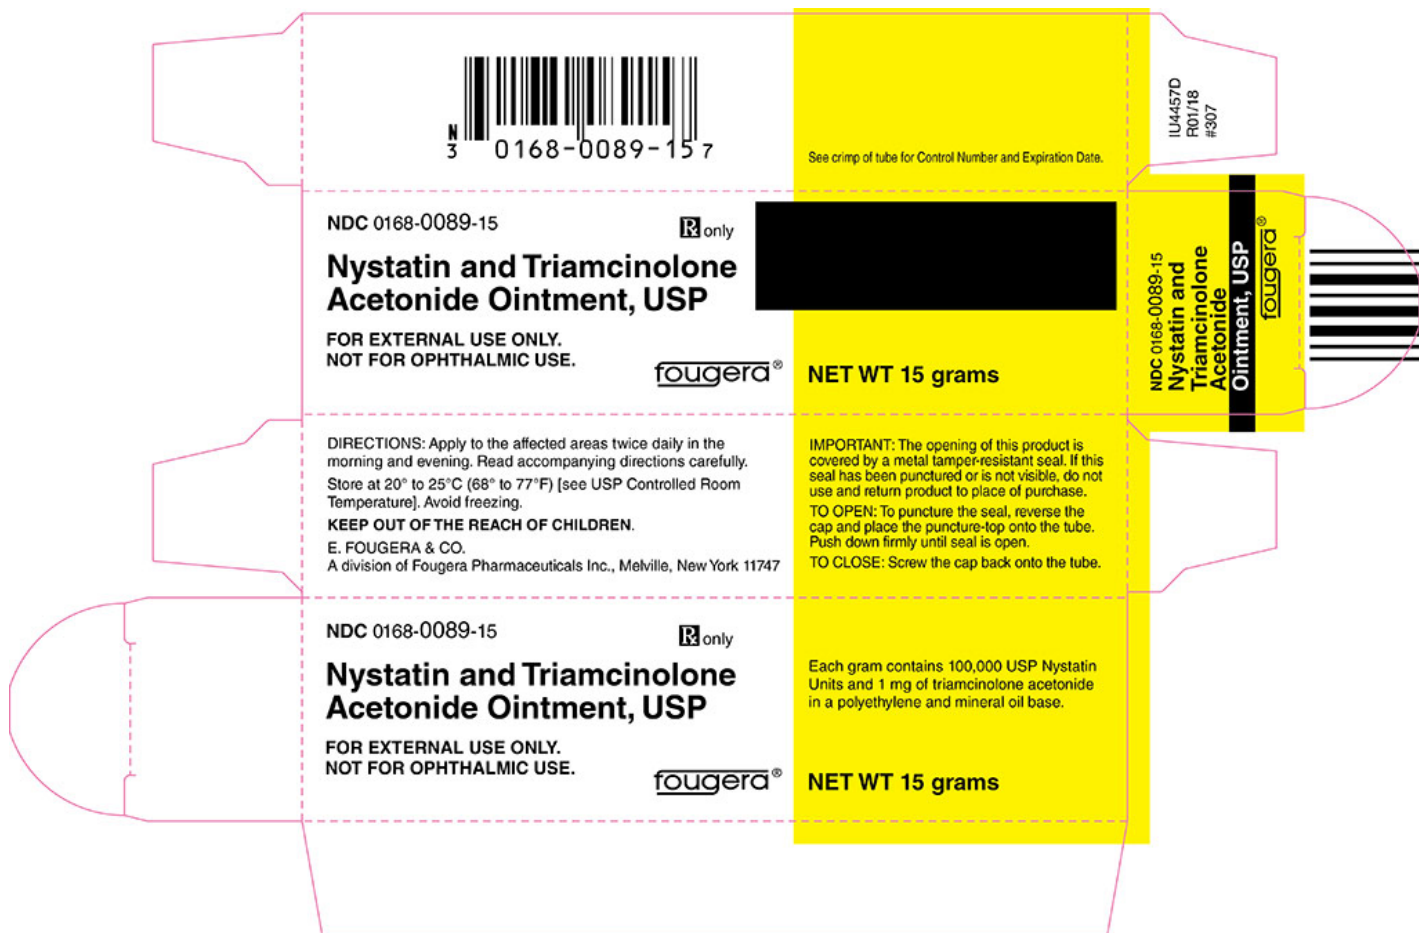 N
3
0168-0089-15 7
See crimp of tube for Control Number and Expiration Date.
IU4457D
R01/18
#307
NDC 0168-0089-15
Rx only
Nystatin and Triamcinolone
Acetonide Ointment, USP
FOR EXTERNAL USE ONLY.
NOT FOR OPHTHALMIC USE.
fougera®
NET WT 15 grams
NDC 0168-0089-15
Nystatin and
Triamcinolone
Acetonide
Ointment, USP
fougera®
DIRECTIONS: Apply to the affected areas twice daily in the
morning and evening. Read accompanying directions carefully.
Store at 20° to 25°C (68° to 77°F) [see USP Controlled Room
Temperature]. Avoid freezing.
KEEP OUT OF THE REACH OF CHILDREN.
E. FOUGERA & CO.
A division of Fougera Pharmaceuticals Inc., Melville, New York 11747
IMPORTANT: The opening of this product is
covered by a metal tamper-resistant seal. If this
seal has been punctured or is not visible, do not
use and return product to place of purchase.
TO OPEN: To puncture the seal, reverse the
cap and place the puncture-top onto the tube.
Push down firmly until seal is open.
TO CLOSE: Screw the cap back onto the tube.
NDC 0168-0089-15
Rx only
Nystatin and Triamcinolone
Acetonide Ointment, USP
FOR EXTERNAL USE ONLY.
NOT FOR OPHTHALMIC USE.
fougera®
Each gram contains 100,000 USP Nystatin
Units and 1 mg of triamcinolone acetonide
in a polyethylene and mineral oil base.
NET WT 15 grams